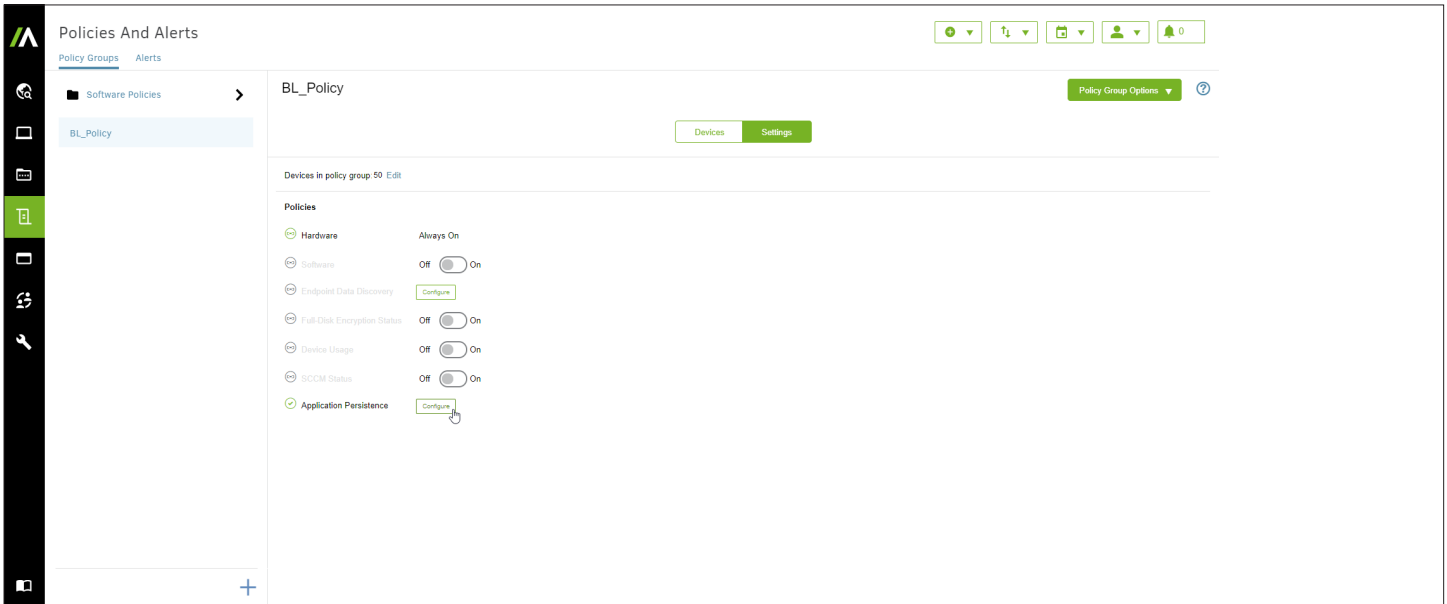 Policies And Alerts
0
Policy Groups Alerts
Software Policies
BL_Policy
BL_Policy
Policy Group Options
Devices Settings
Devices in policy group: 50 Edit
Policies
Hardware Always On
Software Off On
Endpoint Data Discovery Configure
Full-Disk Encryption Status Off On
Device Usage Off On
SCCM Status Off On
Application Persistence Configure